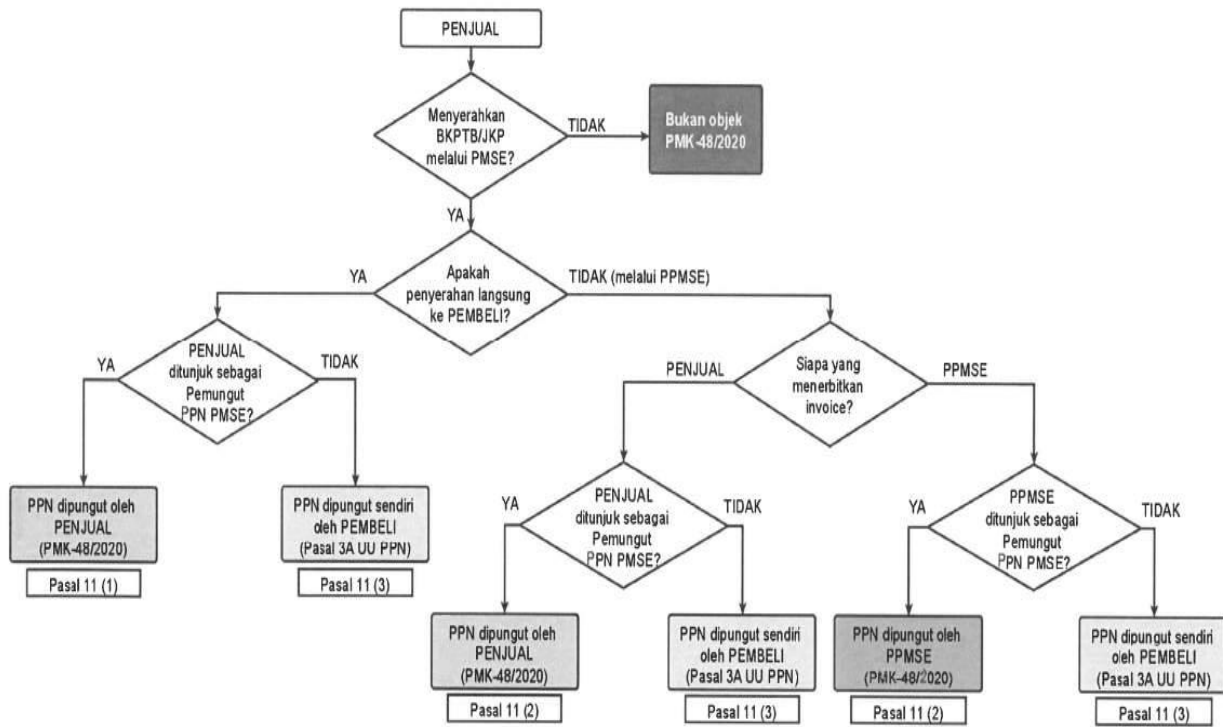 PENJUAL
Menyerahkan
BKPTB/JKP
melalui PMSE?
TIDAK
Bukan objek
PMK-48/2020
YA
Apakah
penyerahan langsung
ke PEMBELI?
YA
TIDAK (melalui PPMSE)
PENJUAL
ditunjuk sebagai
Pemungut
PPN PMSE?
YA
TIDAK
Siapa yang
menerbitkan
invoice?
PENJUAL
PPMSE
PPN dipungut oleh
PENJUAL
(PMK-48/2020)
Pasal 11 (1)
PPN dipungut sendiri
oleh PEMBELI
(Pasal 3A UU PPN)
Pasal 11 (3)
PENJUAL
ditunjuk sebagai
Pemungut
PPN PMSE?
YA
TIDAK
PPMSE
ditunjuk sebagai
Pemungut
PPN PMSE?
YA
TIDAK
PPN dipungut oleh
PENJUAL
(PMK-48/2020)
Pasal 11 (2)
PPN dipungut sendiri
oleh PEMBELI
(Pasal 3A UU PPN)
Pasal 11 (3)
PPN dipungut oleh
PPMSE
(PMK-48/2020)
Pasal 11 (2)
PPN dipungut sendiri
oleh PEMBELI
(Pasal 3A UU PPN)
Pasal 11 (3)